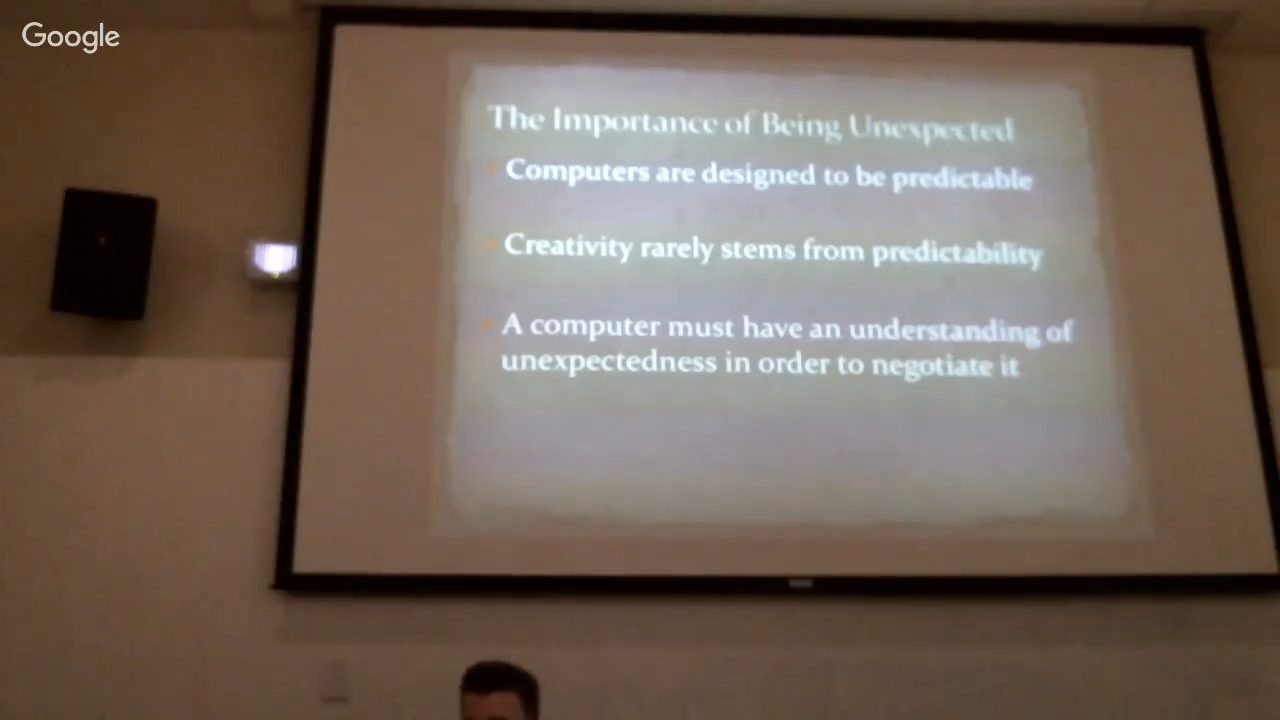 Google
The Importance of Being Unexpected
Computers are designed to be predictable
Creativity rarely stems from predictability
A computer must have an understanding of
unexpectedness in order to negotiate it